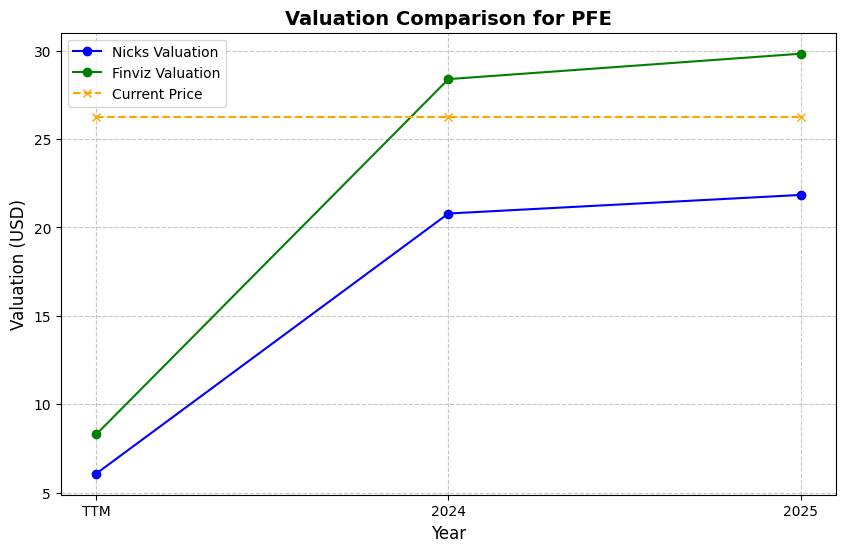 Valuation Comparison for PFE
Nicks Valuation
Finviz Valuation
Current Price
Valuation (USD)
30
25
20
15
10
5
TTM
2024
2025
Year